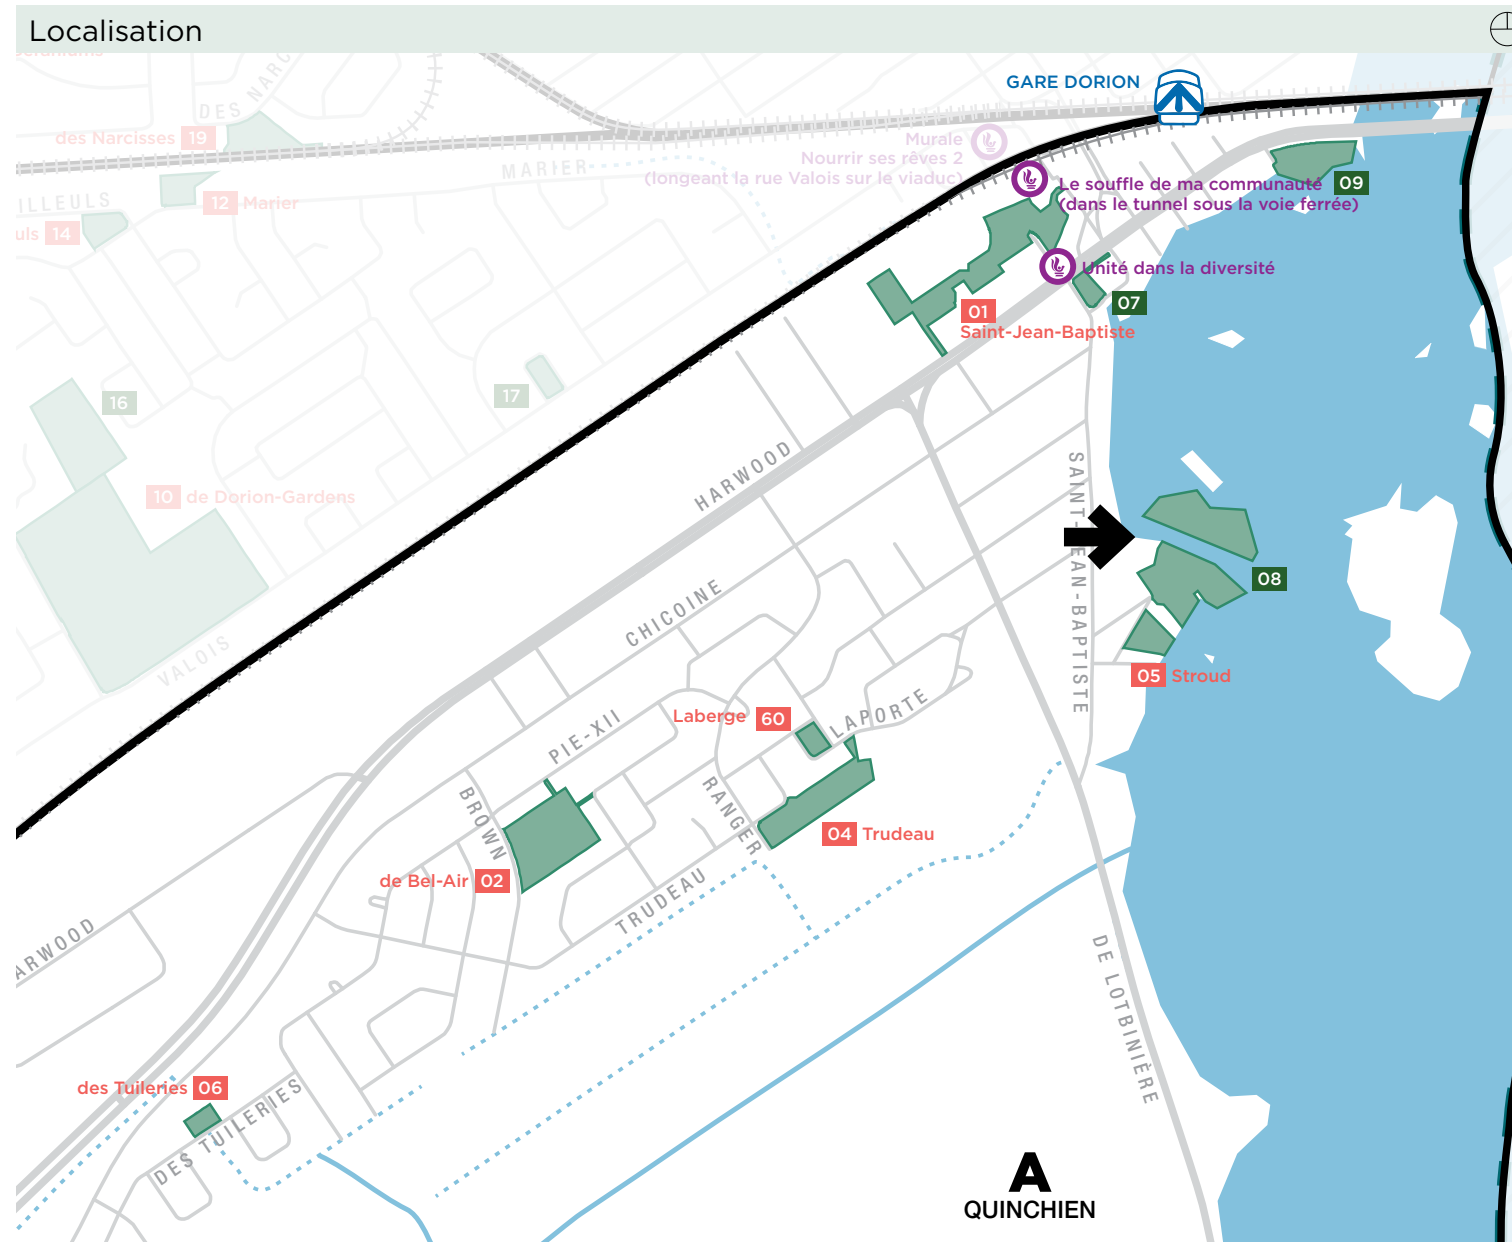 Localisation
GARE DORION
DES NARC
des Narcisses 19
Murale
Nourrir ses rêves 2
(longeant la rue Valois sur le viaduc)
MARIER
Le souffle de ma communauté
(dans le tunnel sous la voie ferrée)
09
ILLEULS
12 Marier
uls 14
Unité dans la diversité
07
01
Saint-Jean-Baptiste
16
17
10 de Dorion-Gardens
HARWOOD
SAINT-JEAN-BAPTISTE
08
CHICOINE
VALOIS
05 Stroud
Laberge 60
LAPORTE
PIE-XII
BROWN
RANGER
04 Trudeau
de Bel-Air 02
TRUDEAU
ARWOOD
DE LOTBINIÈRE
des Tuileries 06
DES TUILERIES
A
QUINCHIEN